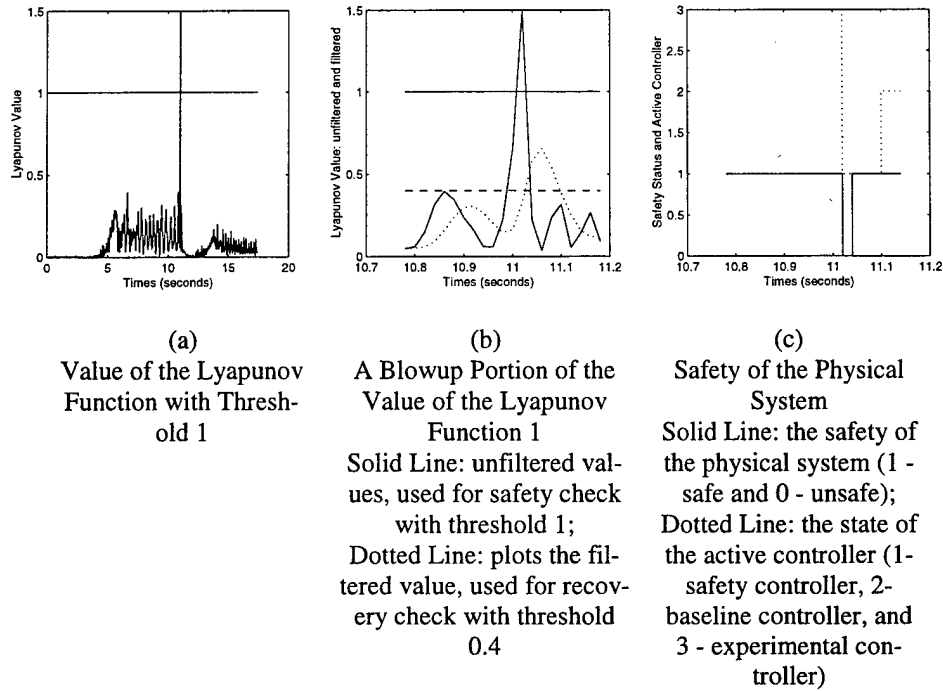 1.5
1
0.5
0
0
5
10
15
20
Lyapunov Value
Times (seconds)
1.5
1
0.5
0
10.7
10.8
10.9
11
11.1
11.2
Lyapunov Value: unfiltered and filtered
Times (seconds)
3
2.5
2
1.5
1
0.5
0
10.7
10.8
10.9
11
11.1
11.2
Safety Status and Active Controller
Times (seconds)
(a)
Value of the Lyapunov
Function with Thresh-
old 1
(b)
A Blowup Portion of the
Value of the Lyapunov
Function 1
Solid Line: unfiltered val-
ues, used for safety check
with threshold 1;
Dotted Line: plots the fil-
tered value, used for recov-
ery check with threshold
0.4
(c)
Safety of the Physical
System
Solid Line: the safety of
the physical system (1 -
safe and 0 - unsafe);
Dotted Line: the state of
the active controller (1-
safety controller, 2-
baseline controller, and
3 - experimental con-
troller)